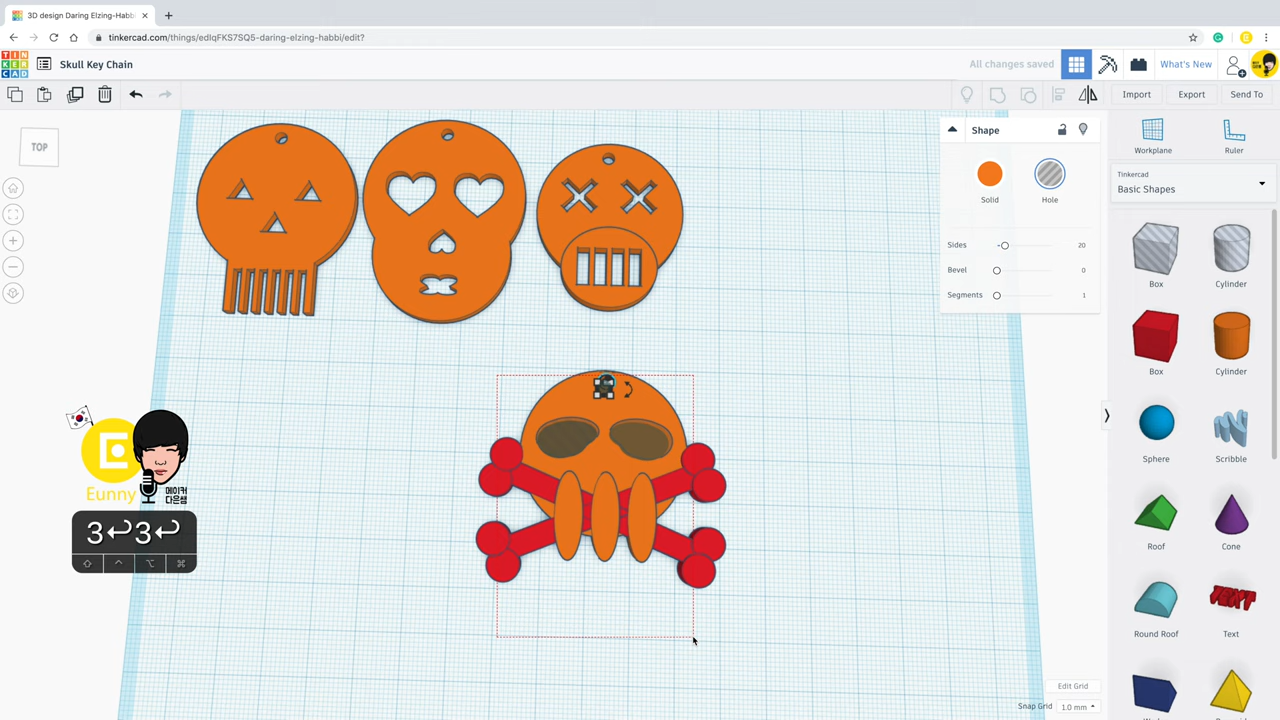 3D design Daring Elzing-Habbi
tinkercad.com/things/edIqFKS7SQ5-daring-elzing-habbi/edit?
E
TIN
KER
CAD
Skull Key Chain
All changes saved
What's New
Import
Export
Send To
TOP
Shape
Solid
Hole
Sides
20
Bevel
0
Segments
1
Workplane
Ruler
Tinkercad
Basic Shapes
Box
Cylinder
Box
Cylinder
Sphere
Scribble
Roof
Cone
TEXT
Round Roof
Text
E
Eunny
메이커
다은쌤
3↩3↩
⇧ ^ ⌥ ⌘
Edit Grid
Snap Grid
1.0 mm